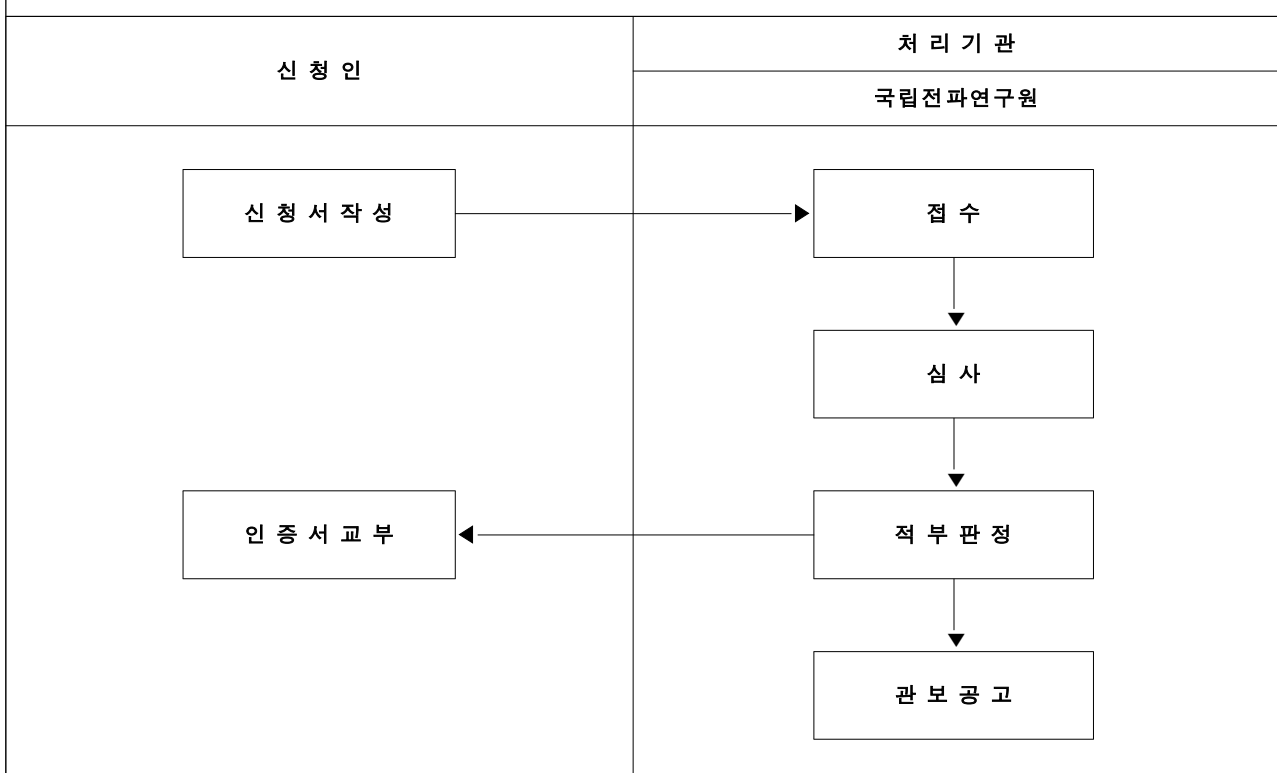 신 청 인
처 리 기 관
국립전파연구원
신 청 서 작 성
접 수
심 사
인 증 서 교 부
적 부 판 정
관 보 공 고